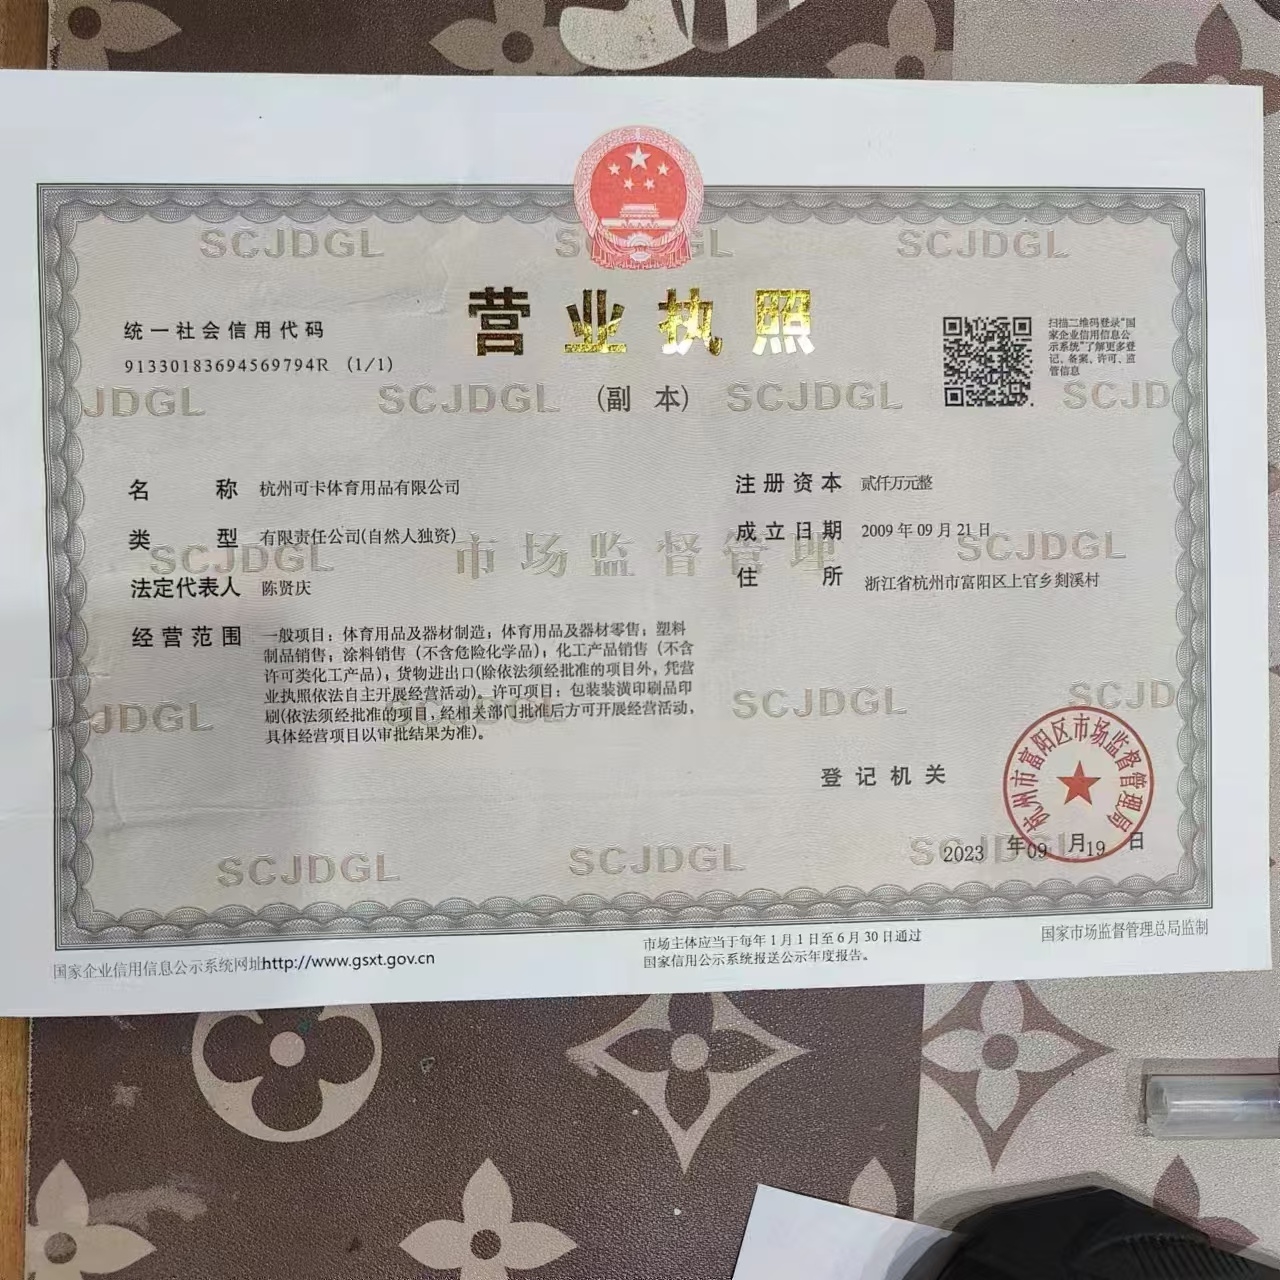 SCJDGL SCJDGL SCJDGL
营业执照
(副 本)
统一社会信用代码
91330183694569794R (1/1)
扫描二维码登录"国
家企业信用信息公
示系统"了解更多登
记、备案、许可、监
管信息
JDGL SCJDGL SCJDGL SCJD
名 称 杭州可卡体育用品有限公司
类 型 有限责任公司(自然人独资)
法定代表人 陈贤庆
经营范围 一般项目：体育用品及器材制造；体育用品及器材零售；塑料
制品销售；涂料销售（不含危险化学品）；化工产品销售（不含
许可类化工产品）；货物进出口(除依法须经批准的项目外，凭营
业执照依法自主开展经营活动)。许可项目：包装装潢印刷品印
刷(依法须经批准的项目，经相关部门批准后方可开展经营活动，
具体经营项目以审批结果为准)。
注册资本 贰仟万元整
成立日期 2009年09月21日
住 所 浙江省杭州市富阳区上官乡剡溪村
SCJDGL 市场监督管理 SCJDGL
JDGL SCJDGL SCJDGL SCJD
登记机关
杭州市富阳区市场监督管理局
2023 年09 月19 日
SCJDGL SCJDGL SCJDGL
国家企业信用信息公示系统网址http://www.gsxt.gov.cn
市场主体应当于每年1月1日至6月30日通过
国家信用公示系统报送公示年度报告。
国家市场监督管理总局监制